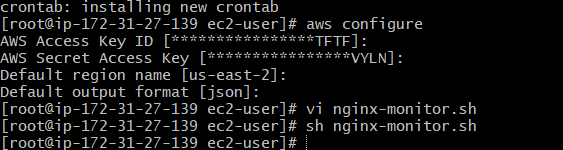 crontab: installing new crontab
[root@ip-172-31-27-139 ec2-user]# aws configure
AWS Access Key ID [****************TFTF]:
AWS Secret Access Key [****************VYLN]:
Default region name [us-east-2]:
Default output format [json]:
[root@ip-172-31-27-139 ec2-user]# vi nginx-monitor.sh
[root@ip-172-31-27-139 ec2-user]# sh nginx-monitor.sh
[root@ip-172-31-27-139 ec2-user]#